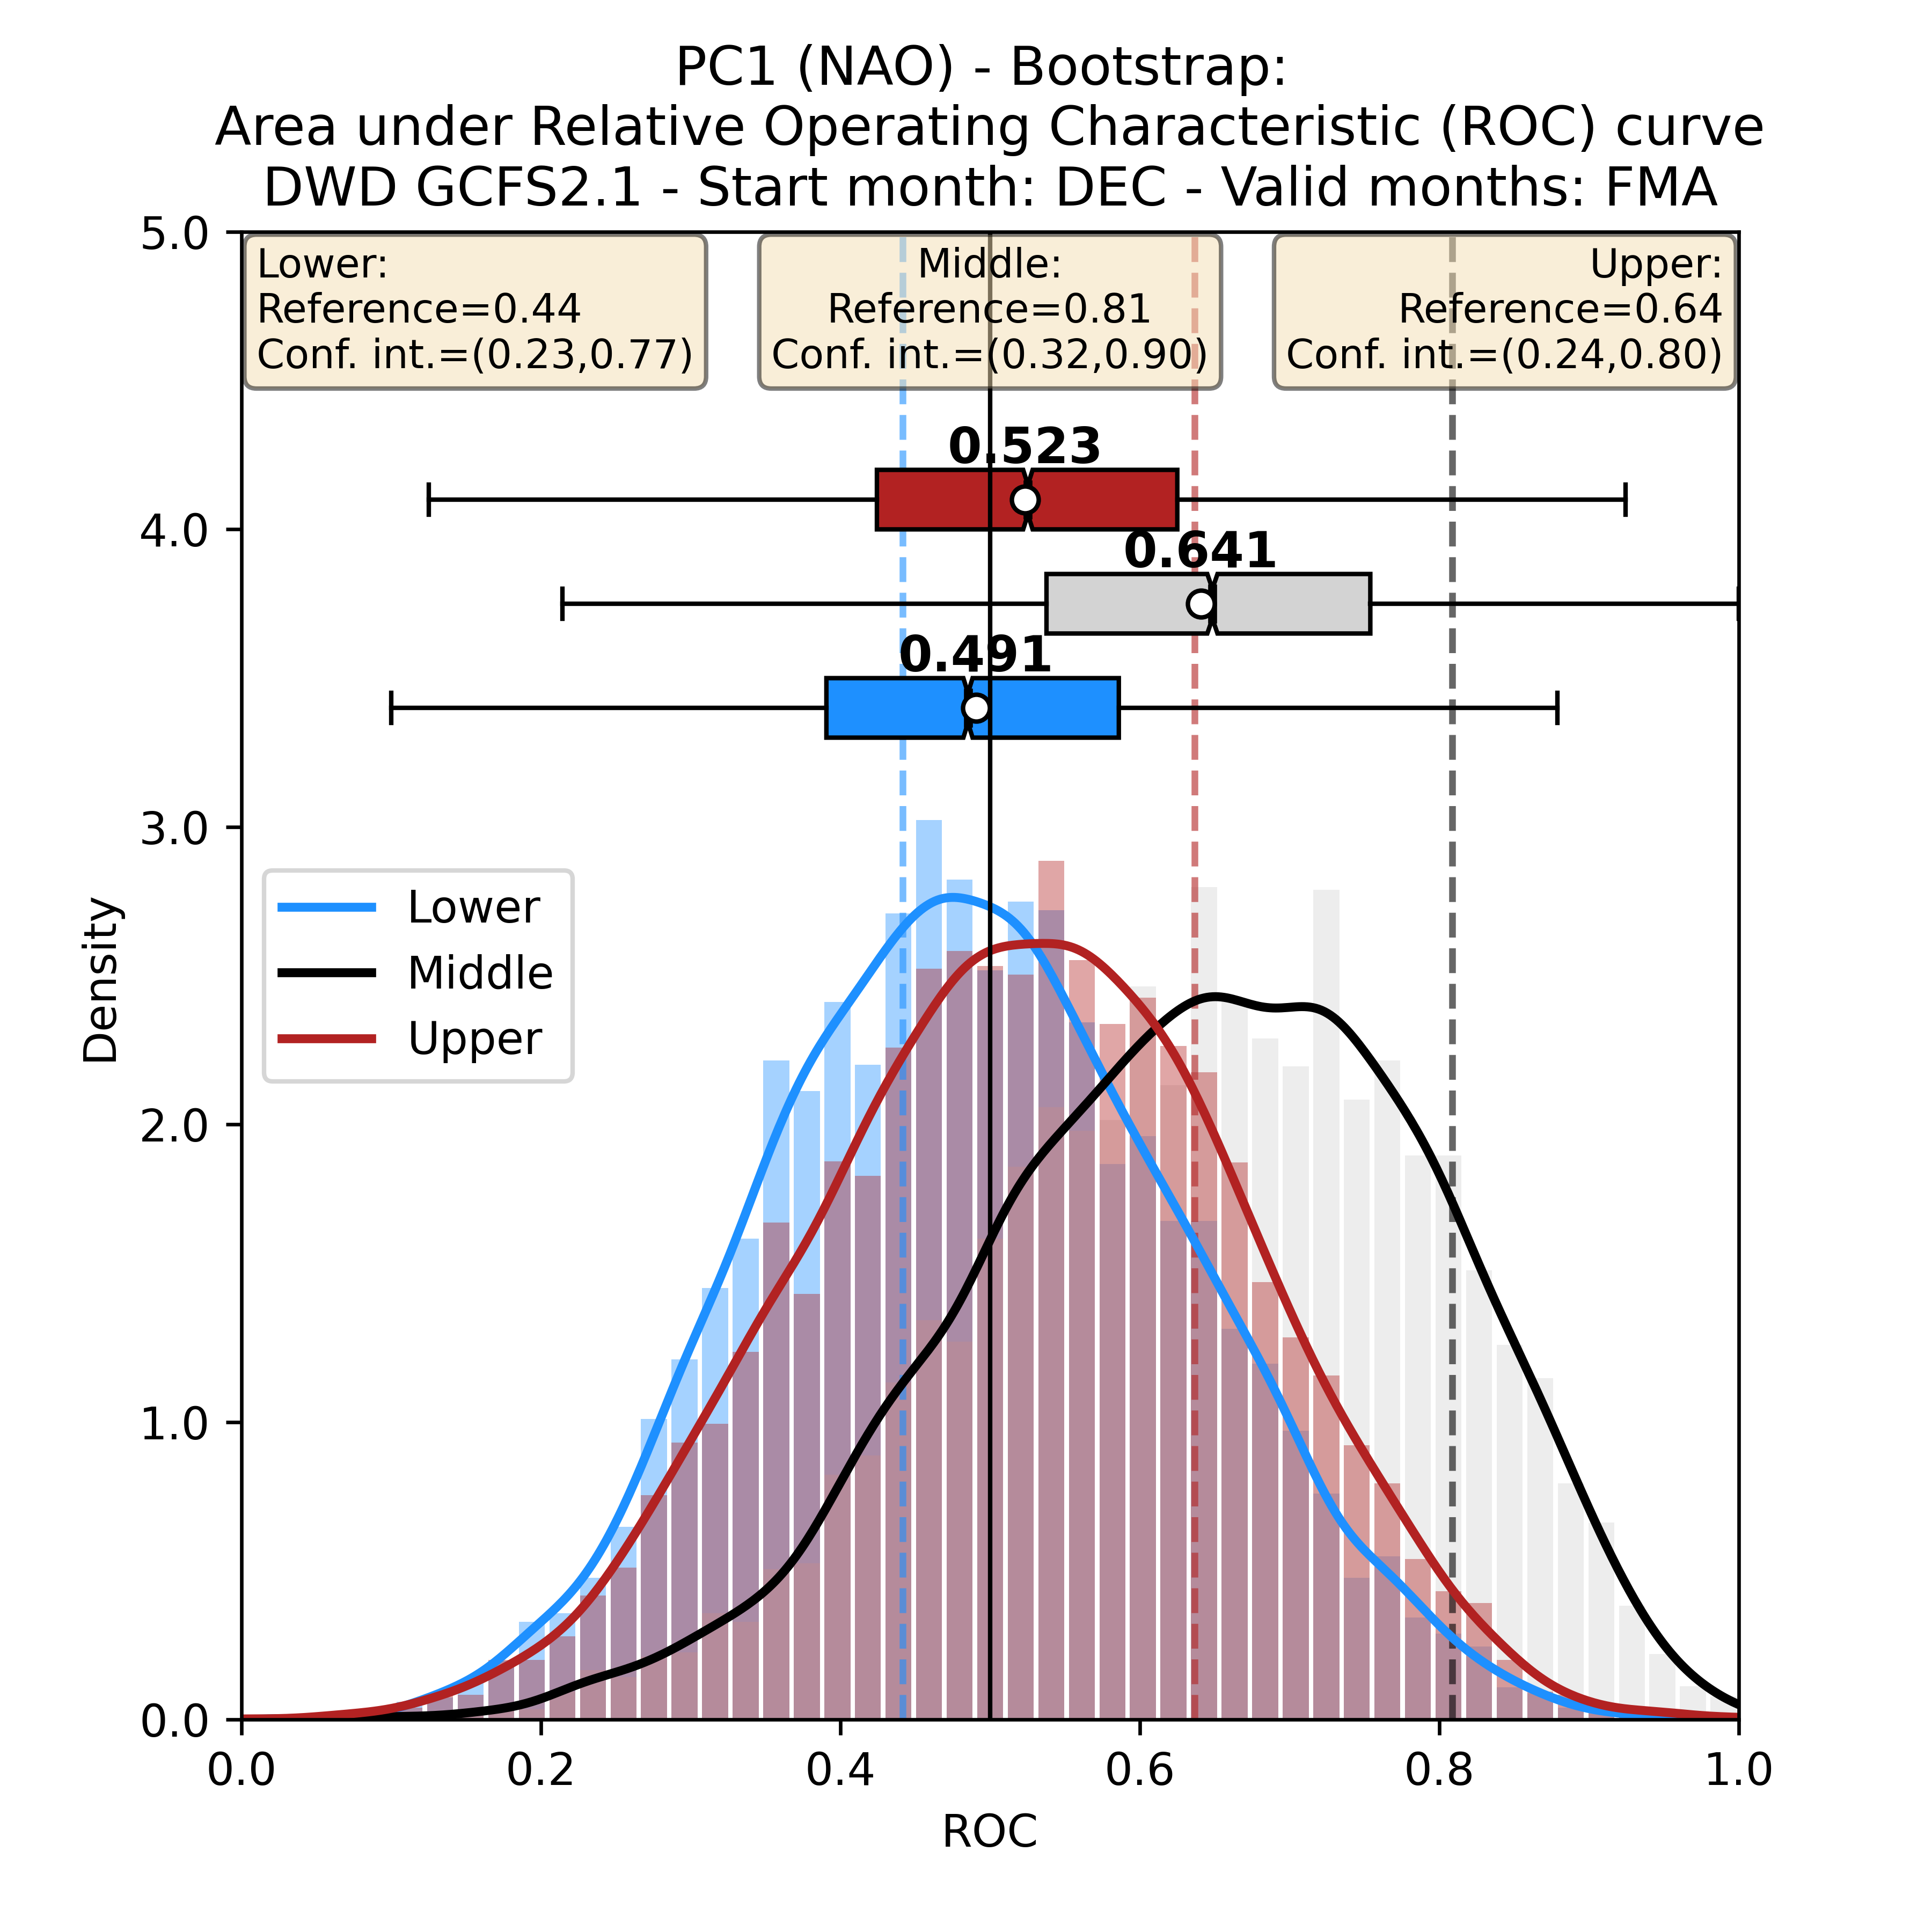 PC1 (NAO) - Bootstrap:
Area under Relative Operating Characteristic (ROC) curve
DWD GCFS2.1 - Start month: DEC - Valid months: FMA
Lower:
Reference=0.44
Conf. int.=(0.23,0.77)
Middle:
Reference=0.81
Conf. int.=(0.32,0.90)
Upper:
Reference=0.64
Conf. int.=(0.24,0.80)
0.523
0.641
0.491
Lower
Middle
Upper
Density
5.0
4.0
3.0
2.0
1.0
0.0
0.0 0.2 0.4 0.6 0.8 1.0
ROC